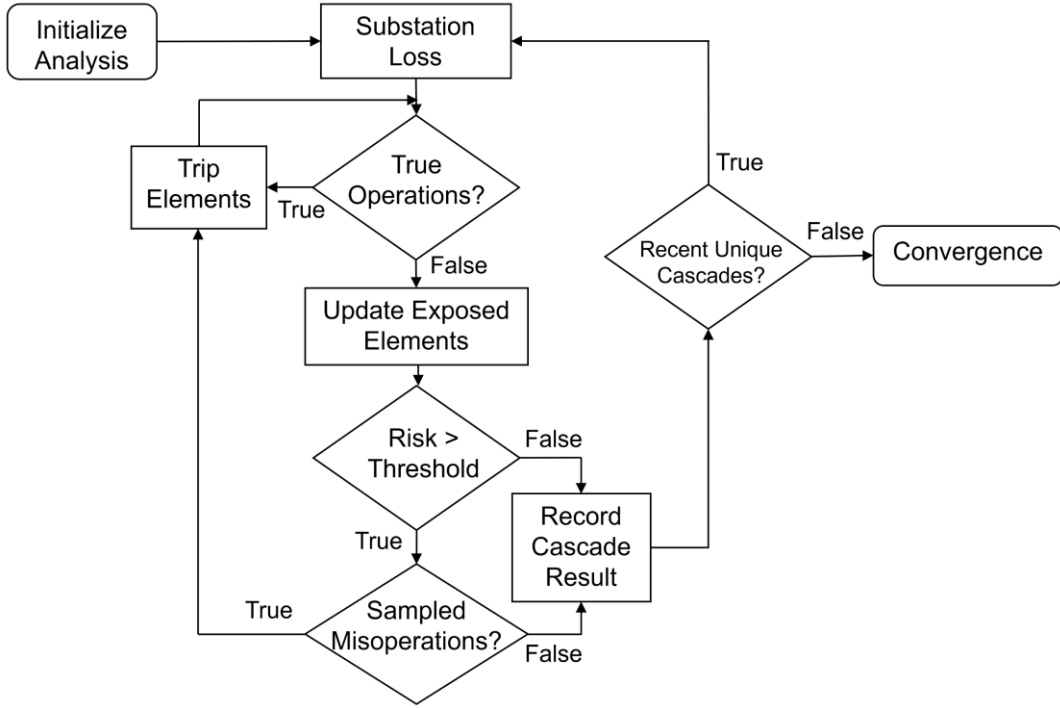 Initialize
Analysis
Substation
Loss
Trip
Elements
True
Operations?
True
False
Update Exposed
Elements
Risk >
Threshold
False
True
Sampled
Misoperations?
True
False
Record
Cascade
Result
Recent Unique
Cascades?
True
False
Convergence